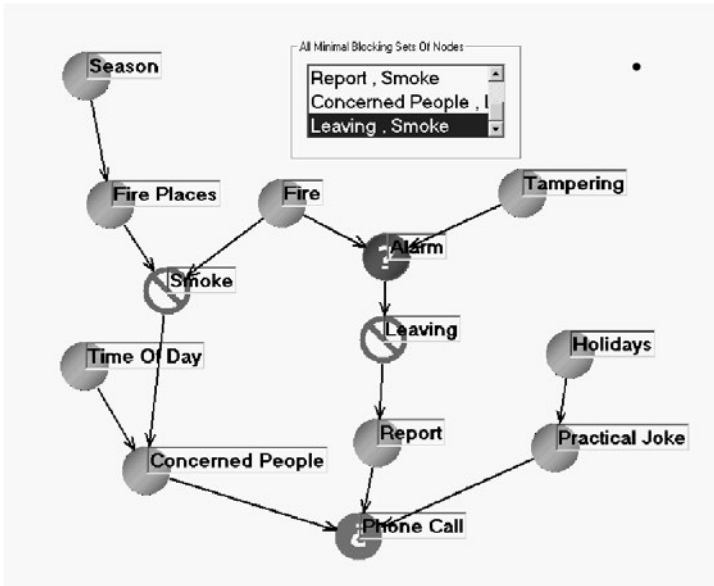 All Minimal Blocking Sets Of Nodes
Season
Report , Smoke
Concerned People , L
Leaving , Smoke
Fire Places
Fire
Tampering
?
Alarm
Smoke
Leaving
Time Of Day
Holidays
Report
Practical Joke
Concerned People
¿
Phone Call